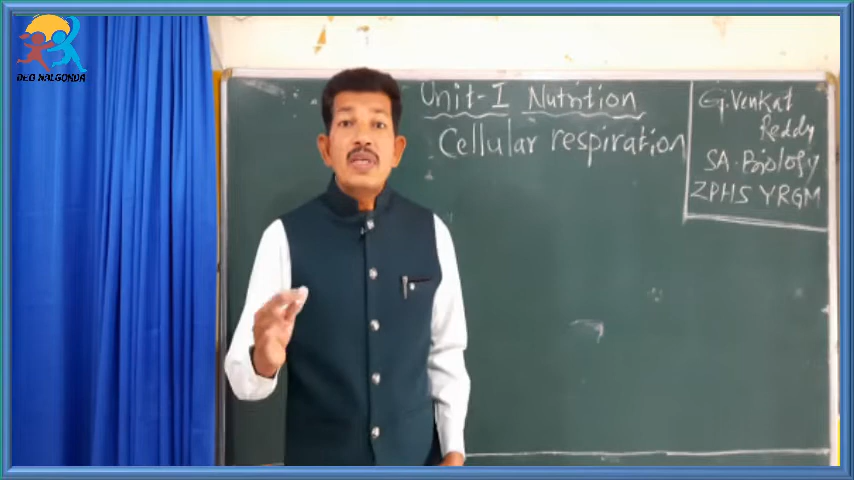 DEO NALGONDA
Unit-I Nutrition
Cellular respiration
G.Venkat
Reddy
SA. Biology
ZPHS YRGM